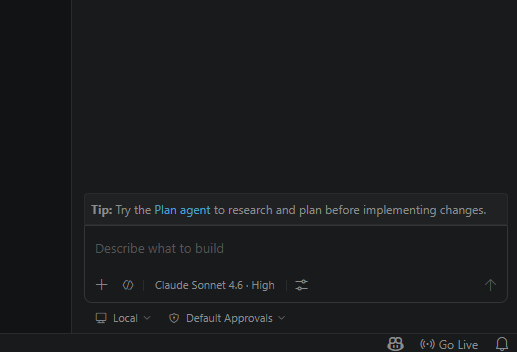 Tip: Try the Plan agent to research and plan before implementing changes.
Describe what to build
Claude Sonnet 4.6 · High
Local
Default Approvals
Go Live